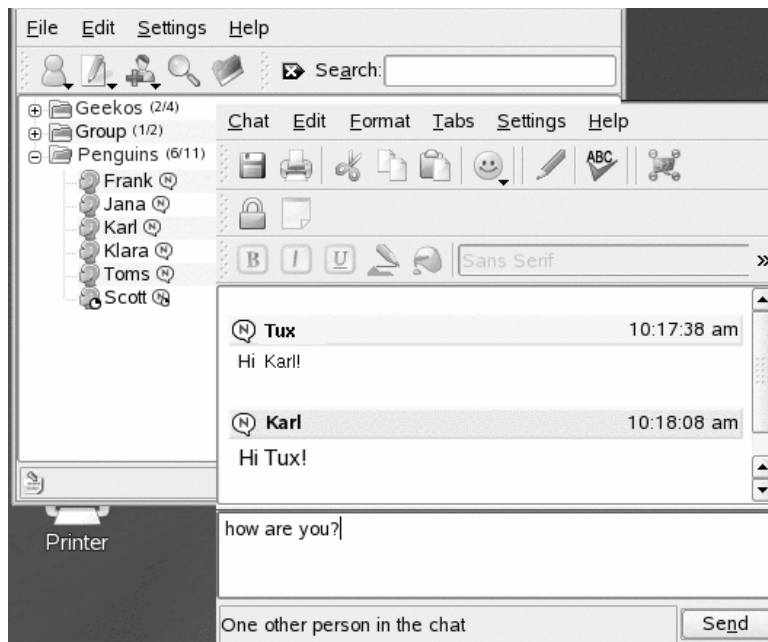 File Edit Settings Help
Search:
Geekos (2/4)
Group (1/2)
Penguins (6/11)
Frank N
Jana N
Karl N
Klara N
Toms N
Scott N
Chat Edit Format Tabs Settings Help
ABC
B I U Sans Serif »
N Tux 10:17:38 am
Hi Karl!
N Karl 10:18:08 am
Hi Tux!
how are you?
One other person in the chat Send
Printer